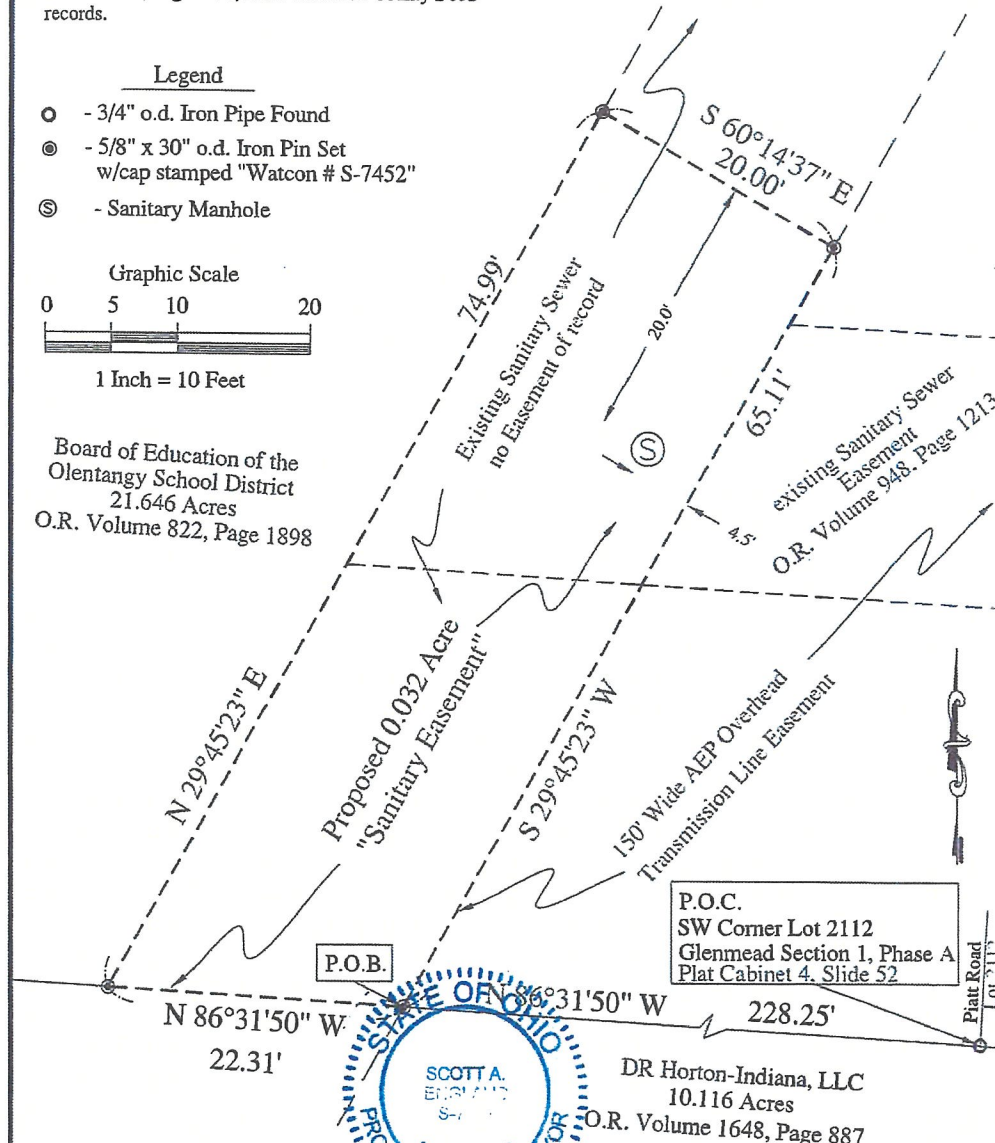 records.
Legend
- 3/4" o.d. Iron Pipe Found
- 5/8" x 30" o.d. Iron Pin Set
w/cap stamped "Watcon # S-7452"
Ⓢ - Sanitary Manhole
Graphic Scale
0 5 10 20
1 Inch = 10 Feet
Board of Education of the
Olentangy School District
21.646 Acres
O.R. Volume 822, Page 1898
S 60°14'37" E
20.00'
74.99'
Existing Sanitary Sewer
no Easement of record
20.0'
Ⓢ
65.11'
existing Sanitary Sewer
Easement
O.R. Volume 948, Page 1213
4.5'
N 29°45'23" E
Proposed 0.032 Acre
"Sanitary Easement"
S 29°45'23" W
150' Wide AEP Overhead
Transmission Line Easement
P.O.C.
SW Corner Lot 2112
Glenmead Section 1, Phase A
Plat Cabinet 4, Slide 52
Piatt Road
P.O.B.
N 86°31'50" W
22.31'
N 86°31'50" W
228.25'
DR Horton-Indiana, LLC
10.116 Acres
O.R. Volume 1648, Page 887
STATE OF OHIO
SCOTT A.
ENGLAND